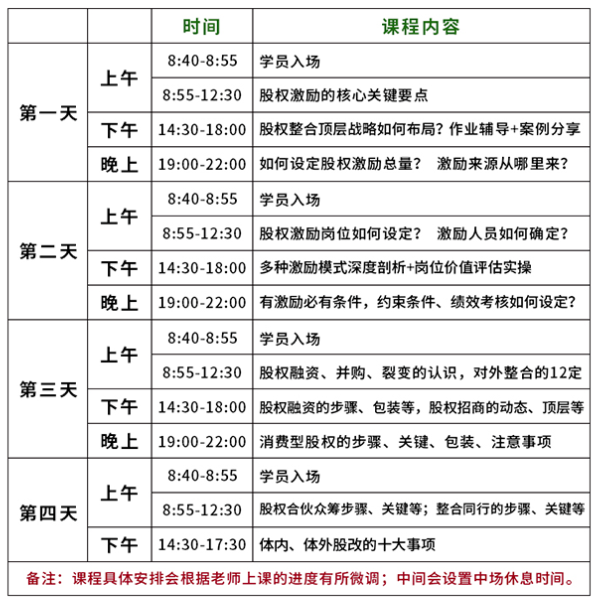 时间 课程内容
第一天 上午 8:40-8:55 学员入场
8:55-12:30 股权激励的核心关键要点
下午 14:30-18:00 股权整合顶层战略如何布局？作业辅导+案例分享
晚上 19:00-22:00 如何设定股权激励总量？ 激励来源从哪里来？
第二天 上午 8:40-8:55 学员入场
8:55-12:30 股权激励岗位如何设定？ 激励人员如何确定？
下午 14:30-18:00 多种激励模式深度剖析+岗位价值评估实操
晚上 19:00-22:00 有激励必有条件，约束条件、绩效考核如何设定？
第三天 上午 8:40-8:55 学员入场
8:55-12:30 股权融资、并购、裂变的认识，对外整合的12定
下午 14:30-18:00 股权融资的步骤、包装等，股权招商的动态、顶层等
晚上 19:00-22:00 消费型股权的步骤、关键、包装、注意事项
第四天 上午 8:40-8:55 学员入场
8:55-12:30 股权合伙众筹步骤、关键等；整合同行的步骤、关键等
下午 14:30-17:30 体内、体外股改的十大事项
备注：课程具体安排会根据老师上课的进度有所微调；中间会设置中场休息时间。